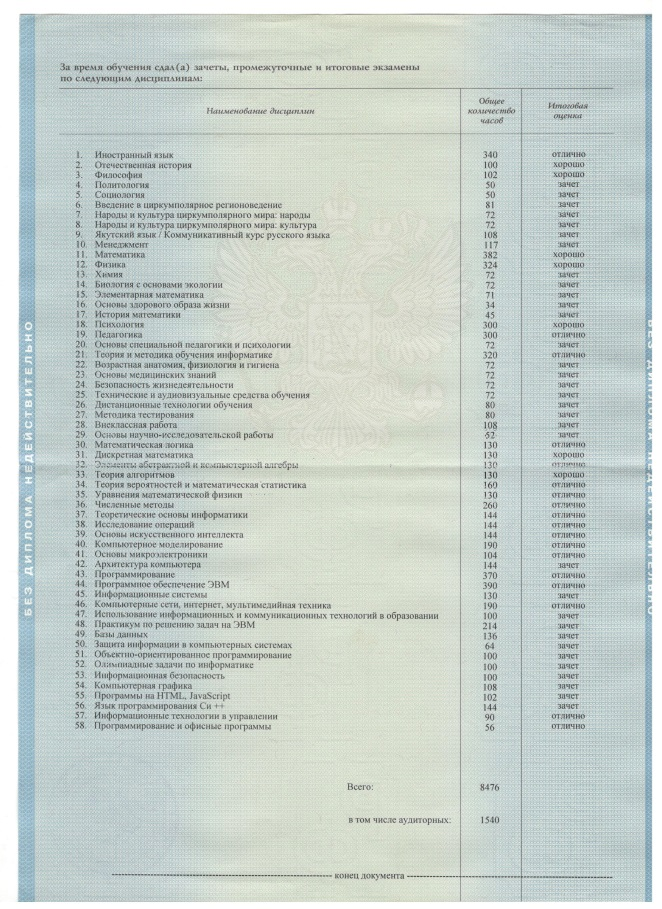 За время обучения сдал(а) зачеты, промежуточные и итоговые экзамены
по следующим дисциплинам:
Наименование дисциплин Общее количество часов Итоговая оценка
1. Иностранный язык 340 отлично
2. Отечественная история 100 хорошо
3. Философия 102 хорошо
4. Политология 50 зачет
5. Социология 50 зачет
6. Введение в циркумполярное регионоведение 81 зачет
7. Народы и культура циркумполярного мира: народы 72 зачет
8. Народы и культура циркумполярного мира: культура 72 зачет
9. Якутский язык / Коммуникативный курс русского языка 108 зачет
10. Менеджмент 117 зачет
11. Математика 382 хорошо
12. Физика 324 хорошо
13. Химия 72 зачет
14. Биология с основами экологии 72 зачет
15. Элементарная математика 71 зачет
16. Основы здорового образа жизни 34 зачет
17. История математики 45 зачет
18. Психология 300 хорошо
19. Педагогика 300 отлично
20. Основы специальной педагогики и психологии 72 зачет
21. Теория и методика обучения информатике 320 отлично
22. Возрастная анатомия, физиология и гигиена 72 зачет
23. Основы медицинских знаний 72 зачет
24. Безопасность жизнедеятельности 72 зачет
25. Технические и аудиовизуальные средства обучения 72 зачет
26. Дистанционные технологии обучения 80 зачет
27. Методика тестирования 80 зачет
28. Внеклассная работа 108 зачет
29. Основы научно-исследовательской работы 52 зачет
30. Математическая логика 130 отлично
31. Дискретная математика 130 хорошо
32. Элементы абстрактной и компьютерной алгебры 130 отлично
33. Теория алгоритмов 130 хорошо
34. Теория вероятностей и математическая статистика 160 отлично
35. Уравнения математической физики 130 отлично
36. Численные методы 260 отлично
37. Теоретические основы информатики 144 отлично
38. Исследование операций 144 отлично
39. Основы искусственного интеллекта 144 отлично
40. Компьютерное моделирование 190 отлично
41. Основы микроэлектроники 104 отлично
42. Архитектура компьютера 144 зачет
43. Программирование 370 отлично
44. Программное обеспечение ЭВМ 390 отлично
45. Информационные системы 130 зачет
46. Компьютерные сети, интернет, мультимедийная техника 190 отлично
47. Использование информационных и коммуникационных технологий в образовании 100 зачет
48. Практикум по решению задач на ЭВМ 214 зачет
49. Базы данных 136 зачет
50. Защита информации в компьютерных системах 64 зачет
51. Объектно-ориентированное программирование 100 зачет
52. Олимпиадные задачи по информатике 100 зачет
53. Информационная безопасность 100 зачет
54. Компьютерная графика 108 зачет
55. Программы на HTML, JavaScript 102 зачет
56. Язык программирования Си ++ 144 зачет
57. Информационные технологии в управлении 90 отлично
58. Программирование и офисные программы 56 отлично
Всего: 8476
в том числе аудиторных: 1540
конец документа
БЕЗ ДИПЛОМА НЕДЕЙСТВИТЕЛЬНО
БЕЗ ДИПЛОМА НЕДЕЙСТВИТЕЛЬНО